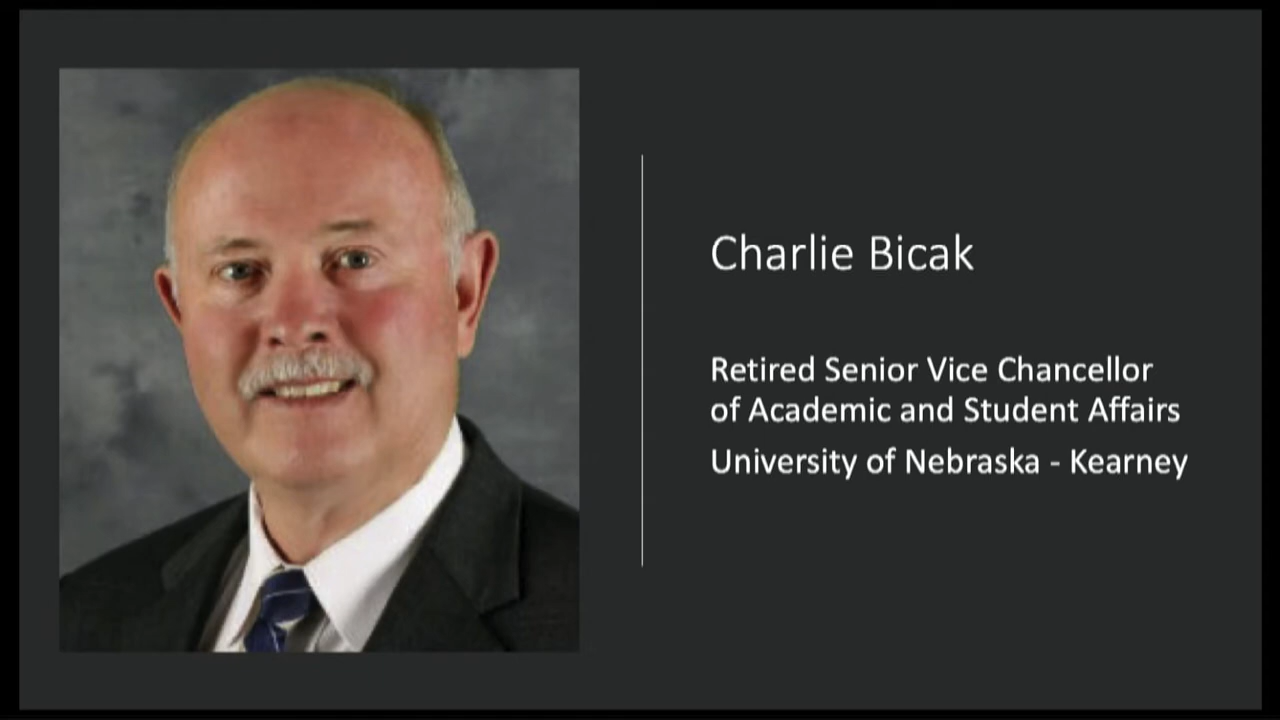 Charlie Bicak
Retired Senior Vice Chancellor
of Academic and Student Affairs
University of Nebraska - Kearney